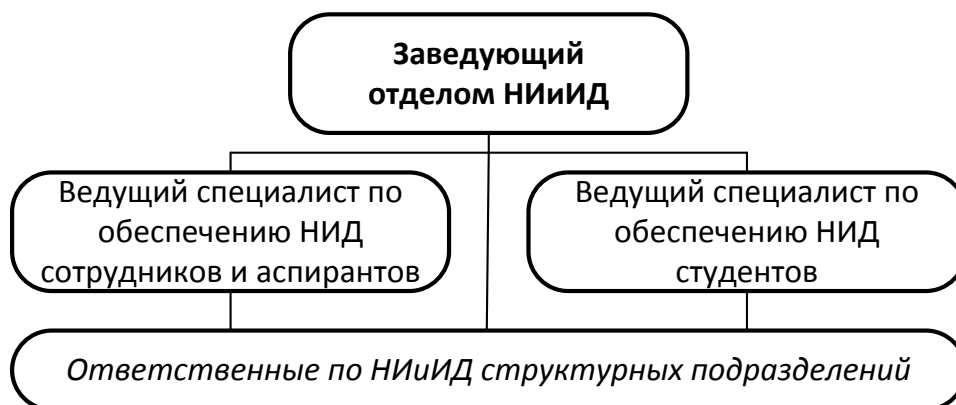 Заведующий
отделом НИиИД
Ведущий специалист по
обеспечению НИД
сотрудников и аспирантов
Ведущий специалист по
обеспечению НИД
студентов
Ответственные по НИиИД структурных подразделений